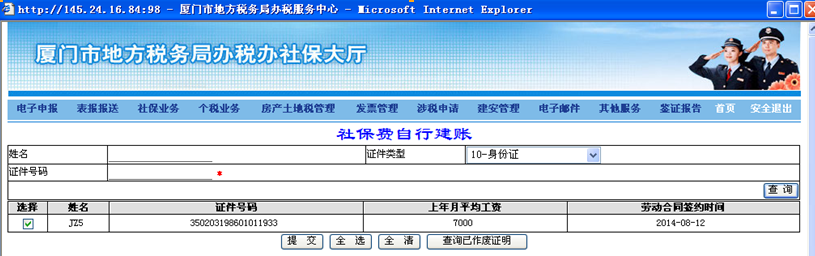 http://145.24.16.84:98 - 厦门市地方税务局办税服务中心 - Microsoft Internet Explorer
厦门市地方税务局办税办社保大厅
电子申报 表报报送 社保业务 个税业务 房产土地税管理 发票管理 涉税申请 建安管理 电子邮件 其他服务 鉴证报告 首页 安全退出
社保费自行建账
姓名 证件类型 10-身份证
证件号码 *
查 询
选择 姓名 证件号码 上年月平均工资 劳动合同签约时间
JZ5 350203198601011933 7000 2014-08-12
提 交 全 选 全 清 查询已作废证明